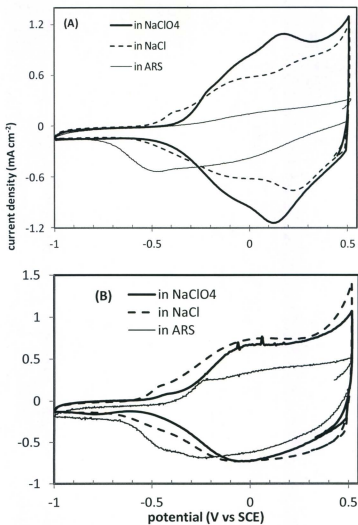 (A)
in NaClO4
in NaCl
in ARS
current density (mA cm-2)
1.2
0.6
0
-0.6
-1.2
-1
-0.5
0
0.5
(B)
in NaClO4
in NaCl
in ARS
1.5
1
0.5
0
-0.5
-1
-1
-0.5
0
0.5
potential (V vs SCE)